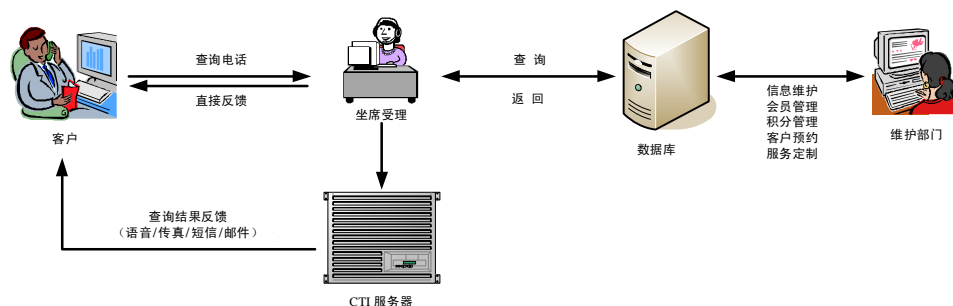 查询电话
直接反馈
客户
坐席受理
查 询
返 回
数据库
信息维护
会员管理
积分管理
客户预约
服务定制
维护部门
查询结果反馈
（语音/传真/短信/邮件）
CTI 服务器